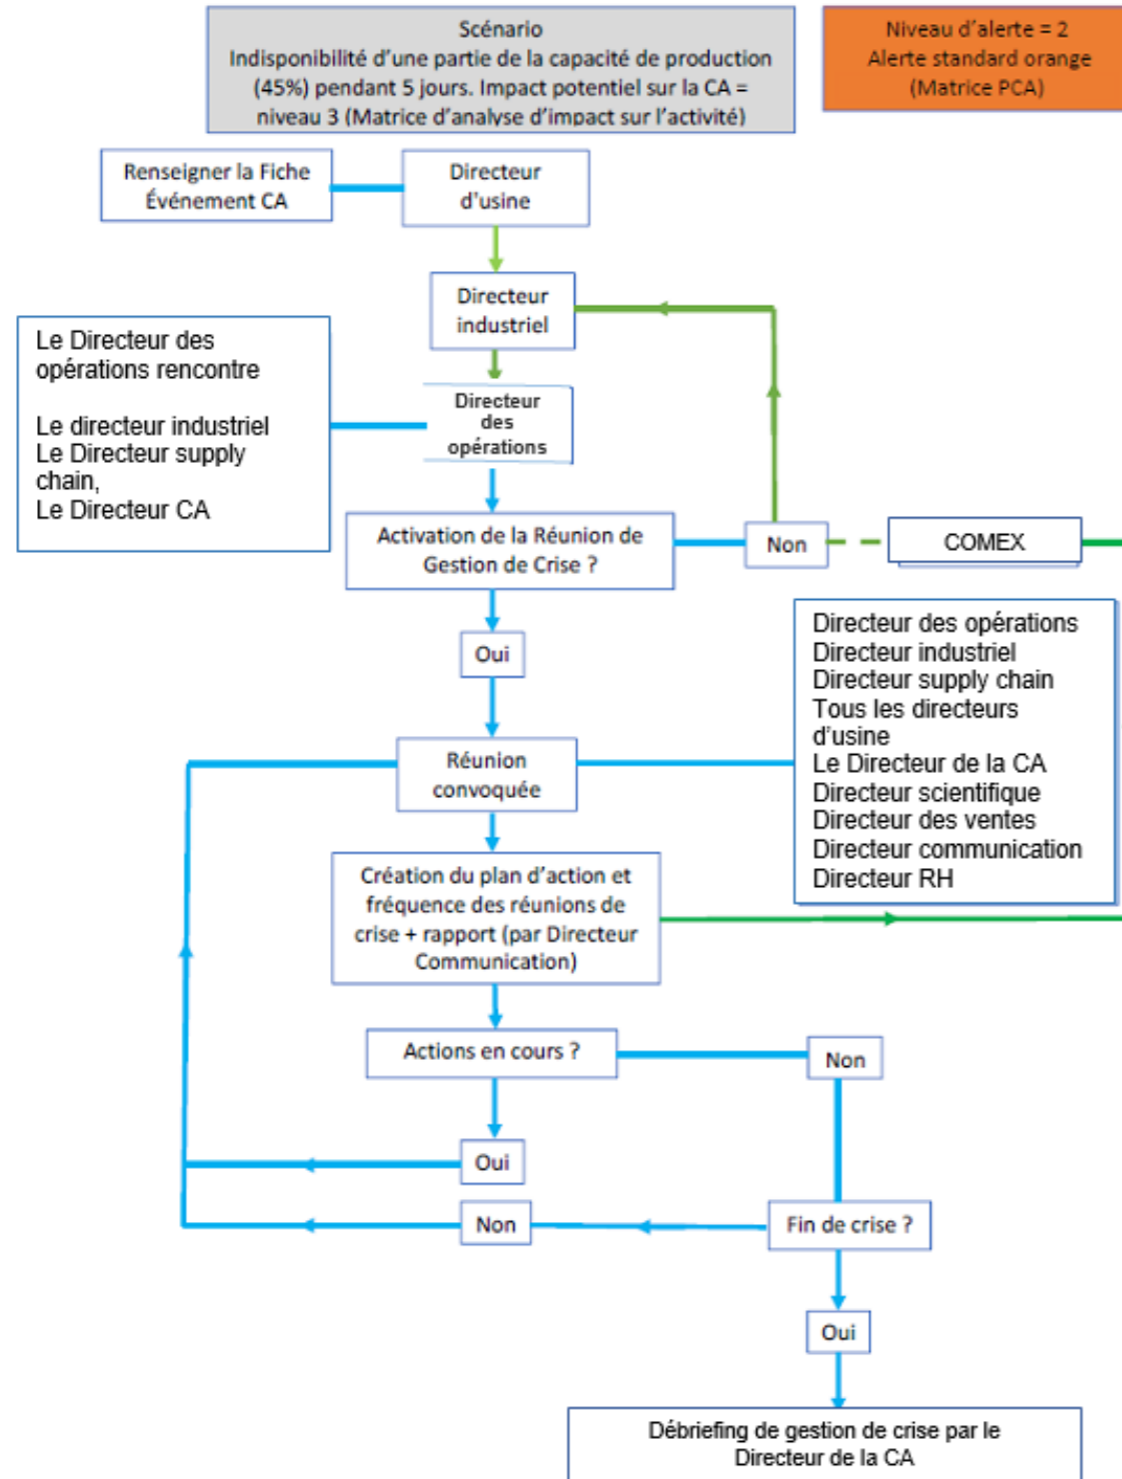 Scénario
Indisponibilité d'une partie de la capacité de production
(45%) pendant 5 jours. Impact potentiel sur la CA =
niveau 3 (Matrice d'analyse d'impact sur l'activité)
Niveau d'alerte = 2
Alerte standard orange
(Matrice PCA)
Renseigner la Fiche
Événement CA
Directeur
d'usine
Directeur
industriel
Le Directeur des
opérations rencontre
Le directeur industriel
Le Directeur supply
chain,
Le Directeur CA
Directeur
des
opérations
Activation de la Réunion de
Gestion de Crise ?
Non
COMEX
Oui
Directeur des opérations
Directeur industriel
Directeur supply chain
Tous les directeurs
d'usine
Le Directeur de la CA
Directeur scientifique
Directeur des ventes
Directeur communication
Directeur RH
Réunion
convoquée
Création du plan d'action et
fréquence des réunions de
crise + rapport (par Directeur
Communication)
Actions en cours ?
Non
Oui
Non
Fin de crise ?
Oui
Débriefing de gestion de crise par le
Directeur de la CA